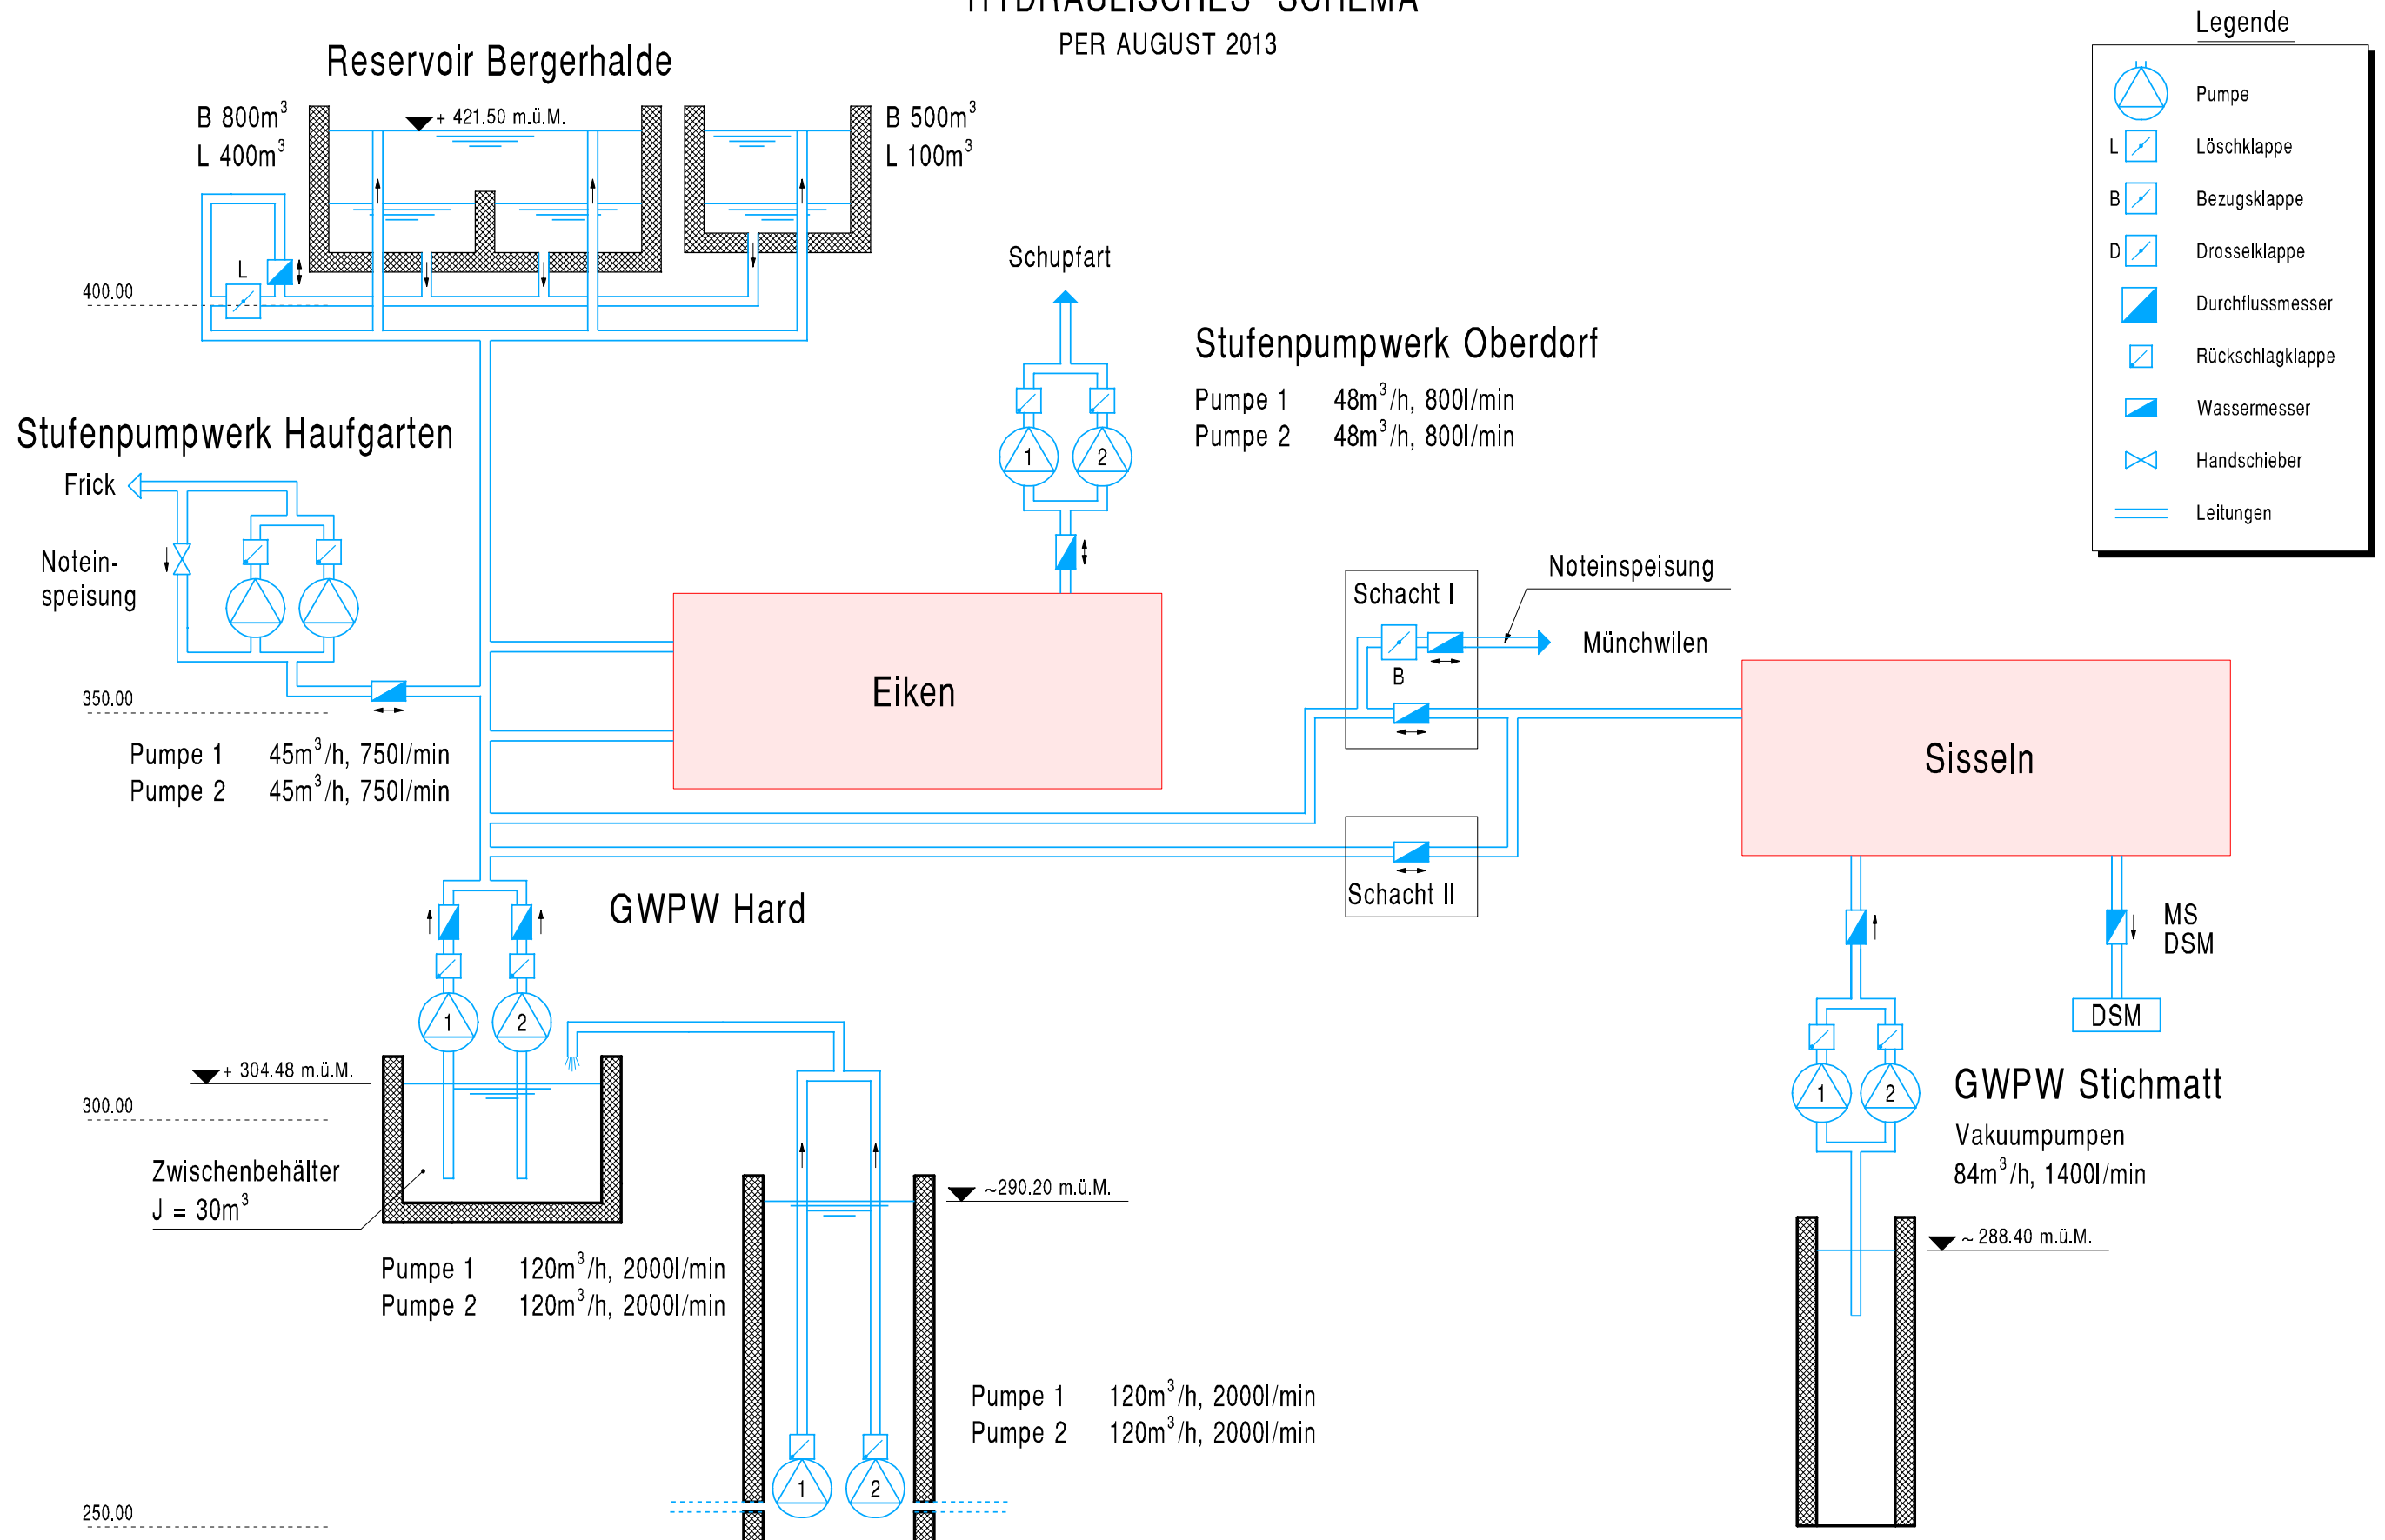 HYDRAULISCHES SCHEMA
PER AUGUST 2013
Legende
Pumpe
L Löschklappe
B Bezugsklappe
D Drosselklappe
Durchflussmesser
Rückschlagklappe
Wassermesser
Handschieber
Leitungen
Reservoir Bergerhalde
B 800m³
L 400m³
+ 421.50 m.ü.M.
B 500m³
L 100m³
L
400.00
Schupfart
Stufenpumpwerk Oberdorf
Pumpe 1 48m³/h, 800l/min
Pumpe 2 48m³/h, 800l/min
1 2
Stufenpumpwerk Haufgarten
Frick
Notein-
speisung
350.00
Pumpe 1 45m³/h, 750l/min
Pumpe 2 45m³/h, 750l/min
Eiken
Schacht I
Noteinspeisung
Münchwilen
B
Sisseln
Schacht II
GWPW Hard
1 2
+ 304.48 m.ü.M.
300.00
Zwischenbehälter
J = 30m³
Pumpe 1 120m³/h, 2000l/min
Pumpe 2 120m³/h, 2000l/min
~290.20 m.ü.M.
Pumpe 1 120m³/h, 2000l/min
Pumpe 2 120m³/h, 2000l/min
1 2
250.00
MS
DSM
DSM
1 2
GWPW Stichmatt
Vakuumpumpen
84m³/h, 1400l/min
~ 288.40 m.ü.M.